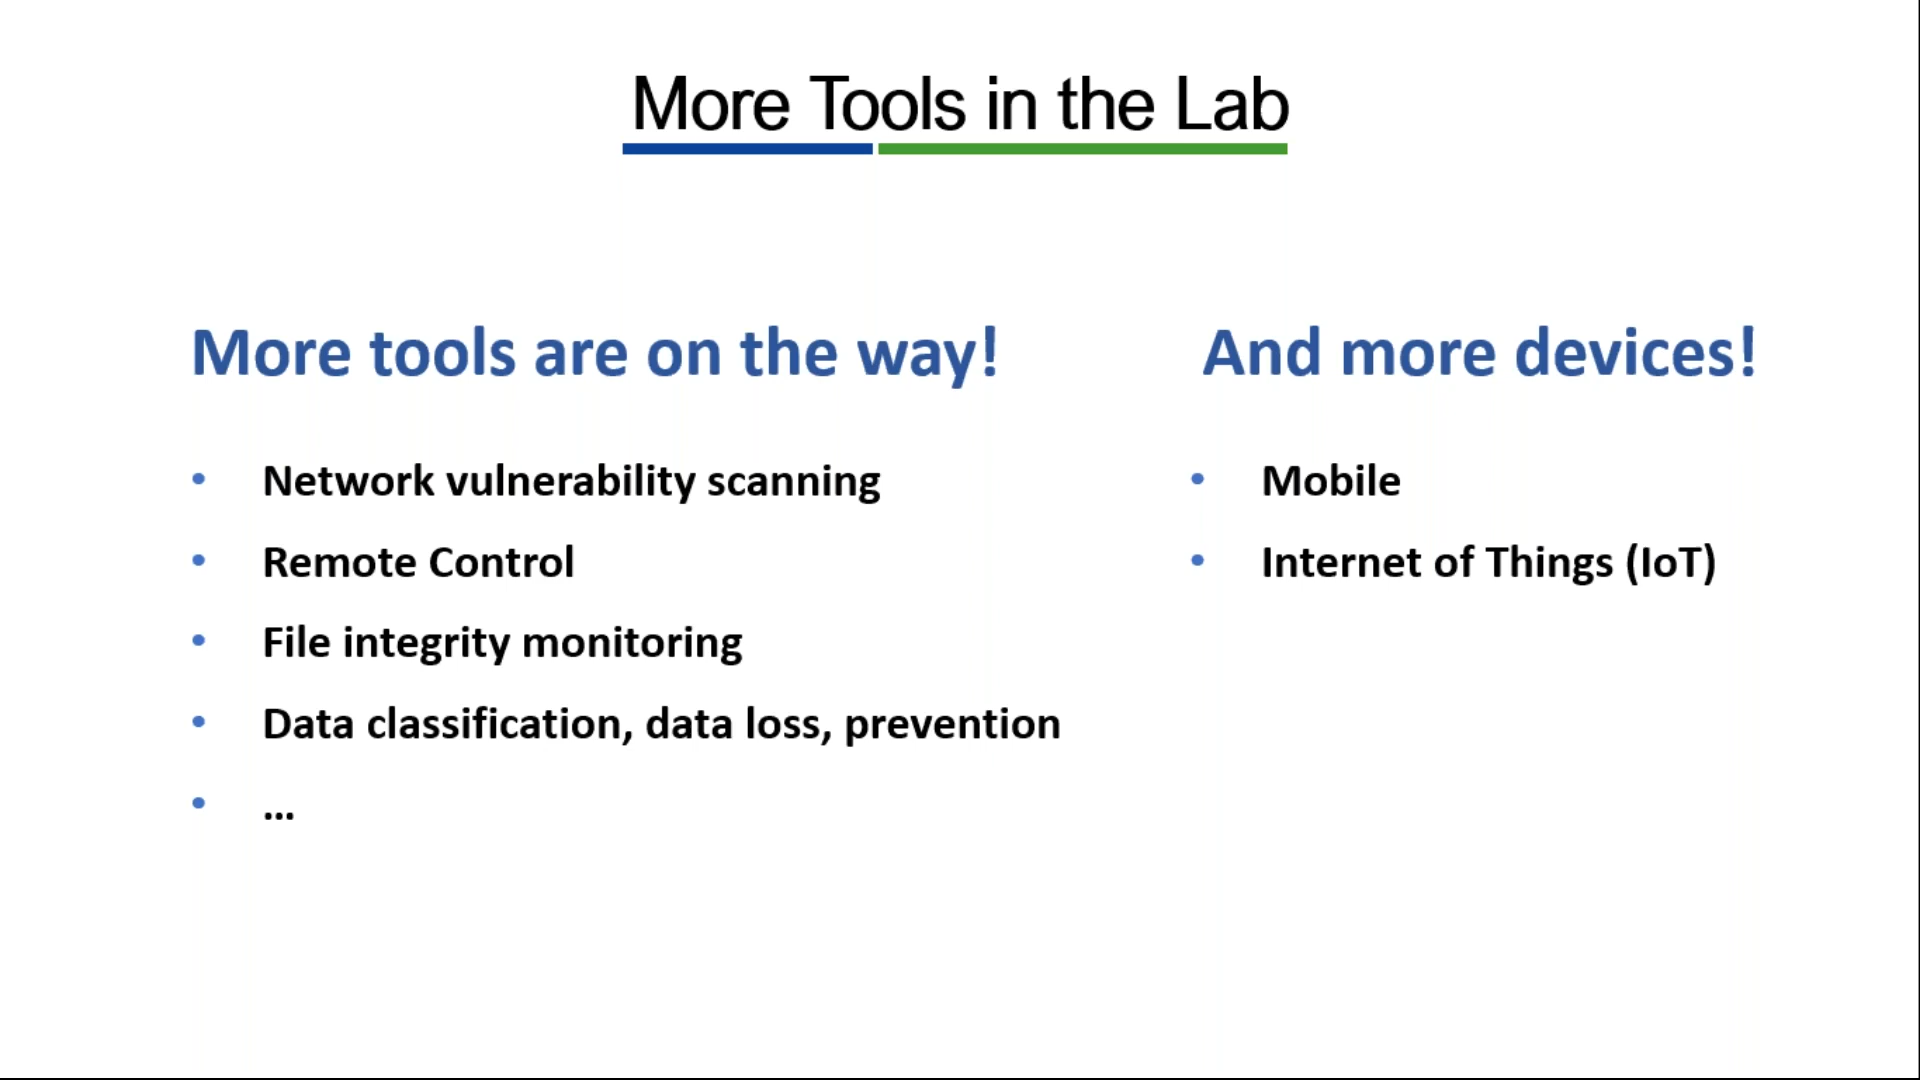 More Tools in the Lab
More tools are on the way!
• Network vulnerability scanning
• Remote Control
• File integrity monitoring
• Data classification, data loss, prevention
• ...
And more devices!
• Mobile
• Internet of Things (IoT)